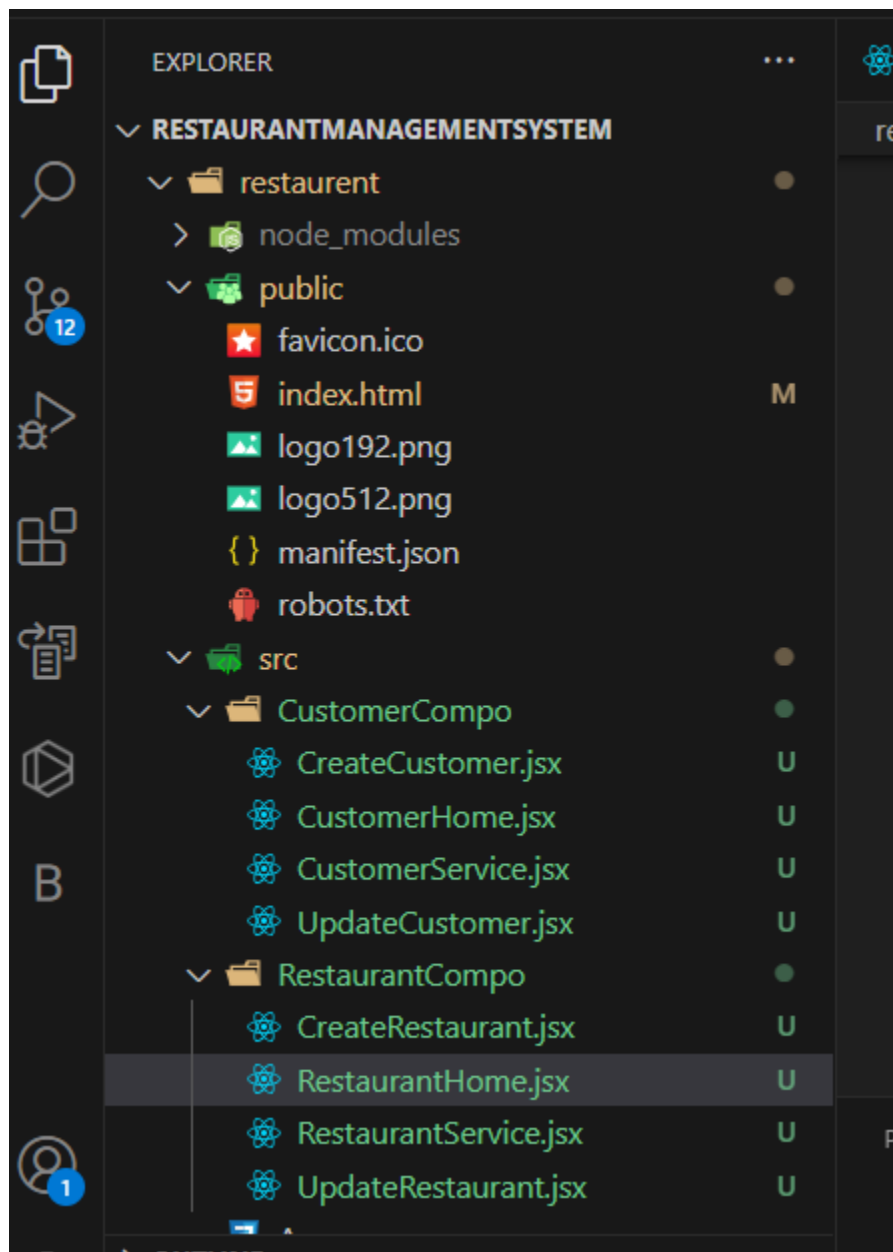 EXPLORER
RESTAURANTMANAGEMENTSYSTEM
re
restaurent
node_modules
public
12
favicon.ico
index.html M
logo192.png
logo512.png
manifest.json
robots.txt
src
CustomerCompo
CreateCustomer.jsx U
CustomerHome.jsx U
B
CustomerService.jsx U
UpdateCustomer.jsx U
RestaurantCompo
CreateRestaurant.jsx U
RestaurantHome.jsx U
RestaurantService.jsx U
P
1
UpdateRestaurant.jsx U